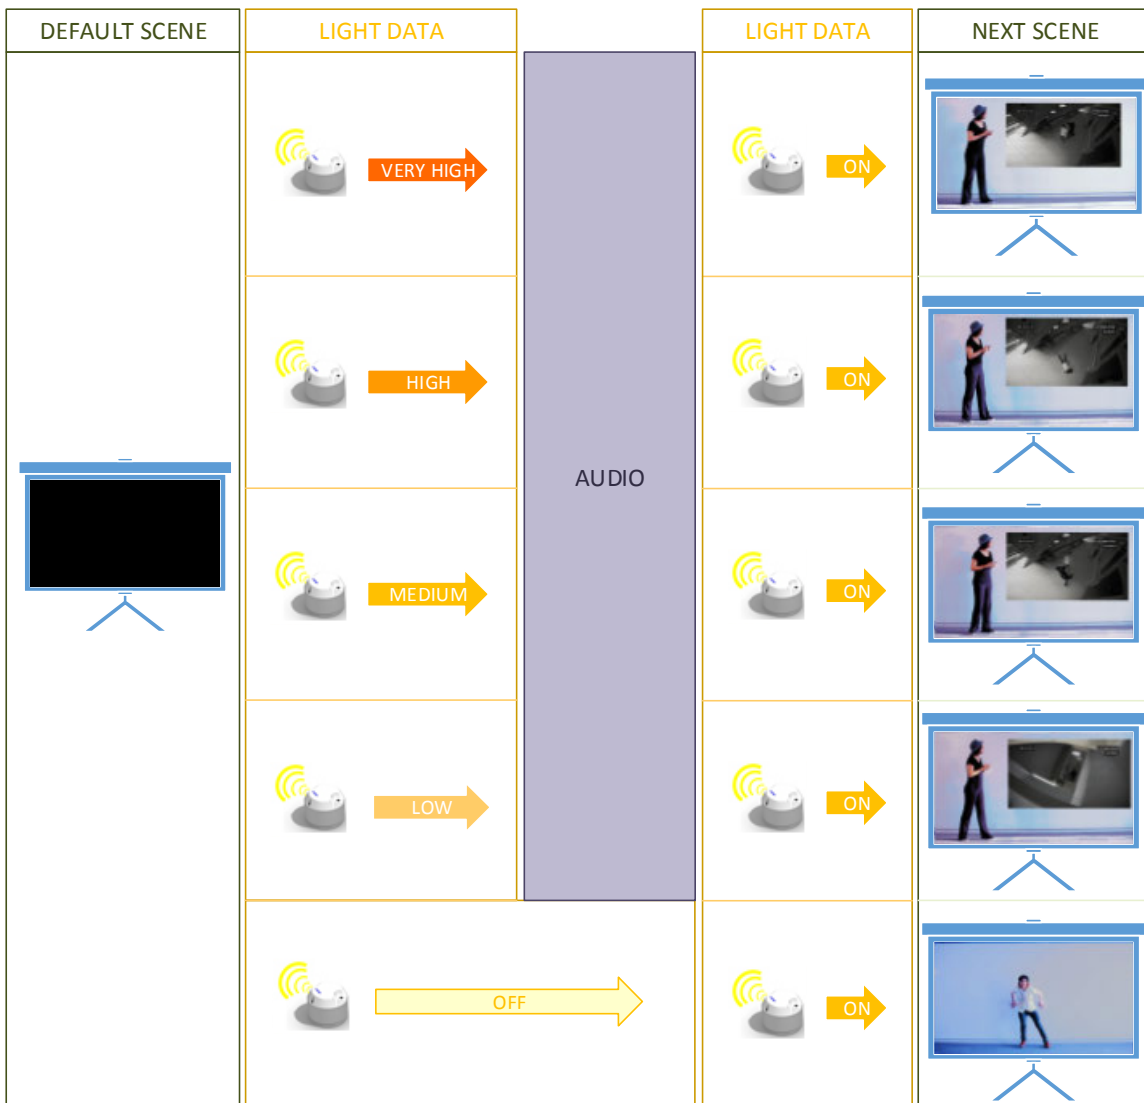 DEFAULT SCENE
LIGHT DATA
LIGHT DATA
NEXT SCENE
VERY HIGH
ON
HIGH
ON
AUDIO
MEDIUM
ON
LOW
ON
OFF
ON